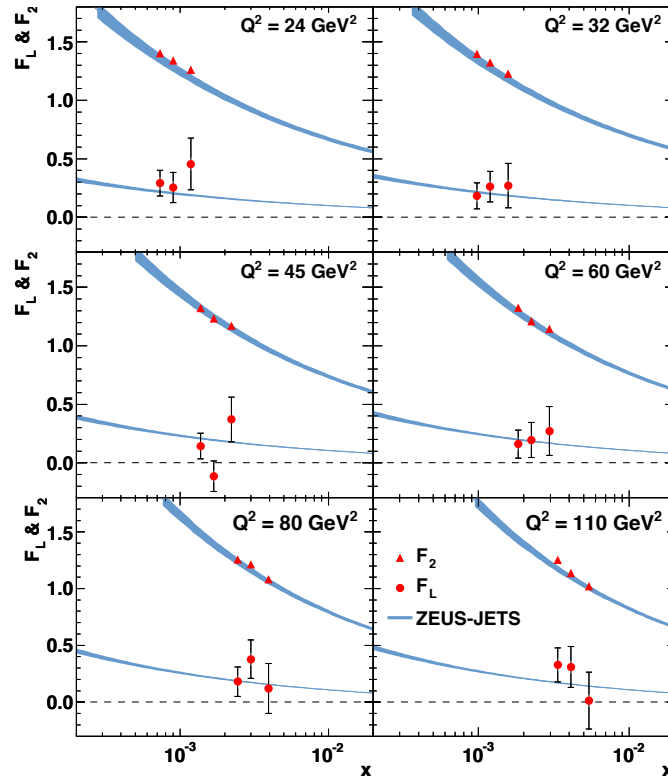 F_L & F_2
Q² = 24 GeV²
Q² = 32 GeV²
1.5
1.0
0.5
0.0
F_L & F_2
Q² = 45 GeV²
Q² = 60 GeV²
1.5
1.0
0.5
0.0
F_L & F_2
Q² = 80 GeV²
Q² = 110 GeV²
1.5
1.0
0.5
0.0
F_2
F_L
ZEUS-JETS
10⁻³
10⁻²
x
10⁻³
10⁻²
x